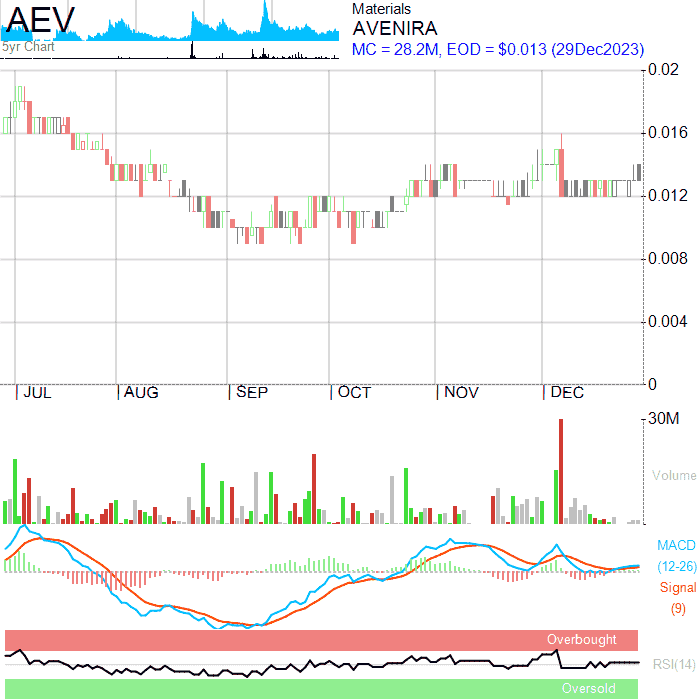 AEV
5yr Chart
Materials
AVENIRA
MC = 28.2M, EOD = $0.013 (29Dec2023)
0.02
0.016
0.012
0.008
0.004
0
JUL AUG SEP OCT NOV DEC
30M
Volume
MACD
(12-26)
Signal
(9)
Overbought
RSI(14)
Oversold